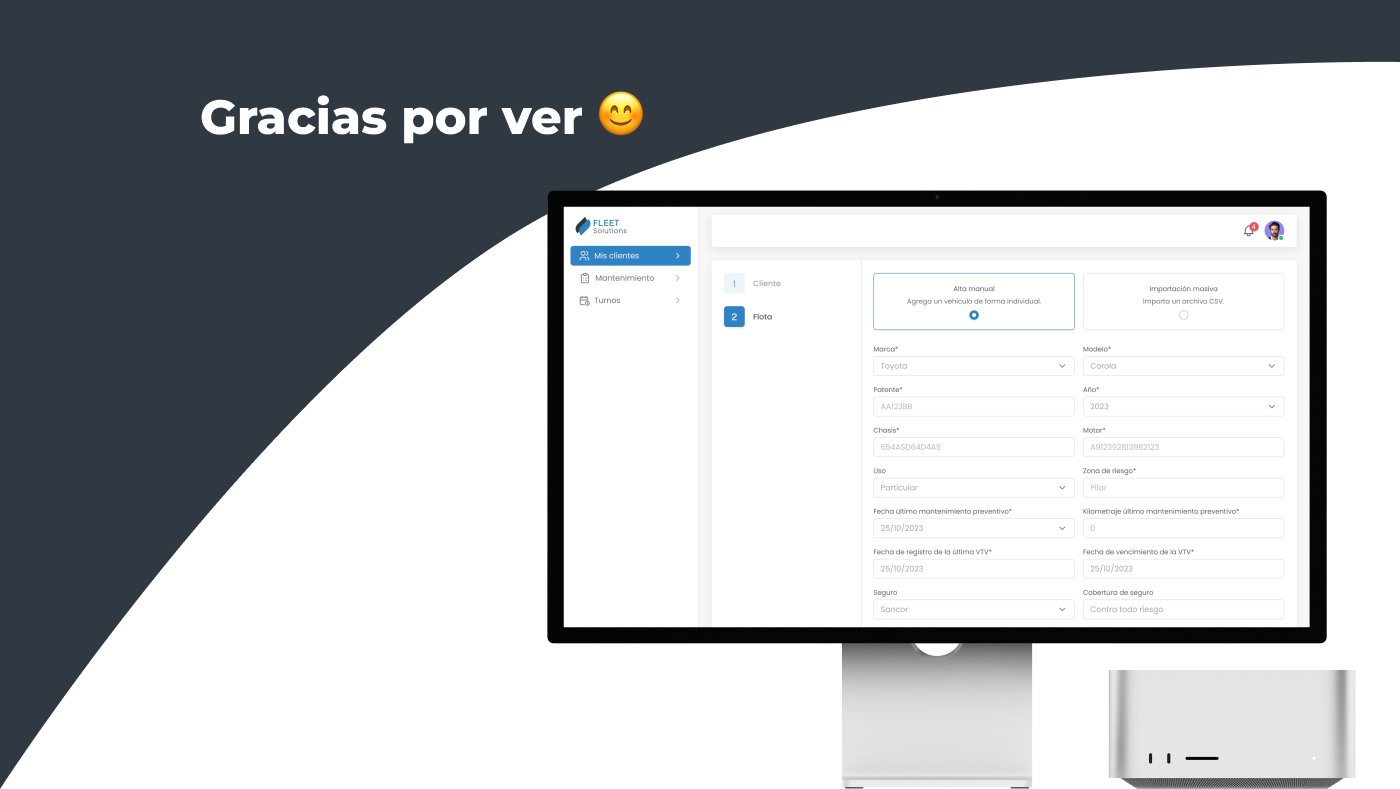 Gracias por ver 😊
FLEET
Solutions
4
Mis clientes
Mantenimiento
Turnos
1 Cliente
2 Flota
Alta manual
Agrega un vehículo de forma individual.
Importación masiva
Importa un archivo CSV.
Marca* Modelo*
Toyota Corola
Patente* Año*
AA123BB 2023
Chasis* Motor*
654ASD64D4AS A912392813982123
Uso Zona de riesgo*
Particular Pilar
Fecha último mantenimiento preventivo* Kilometraje último mantenimiento preventivo*
25/10/2023 0
Fecha de registro de la última VTV* Fecha de vencimiento de la VTV*
25/10/2023 25/10/2023
Seguro Cobertura de seguro
Sancor Contra todo riesgo